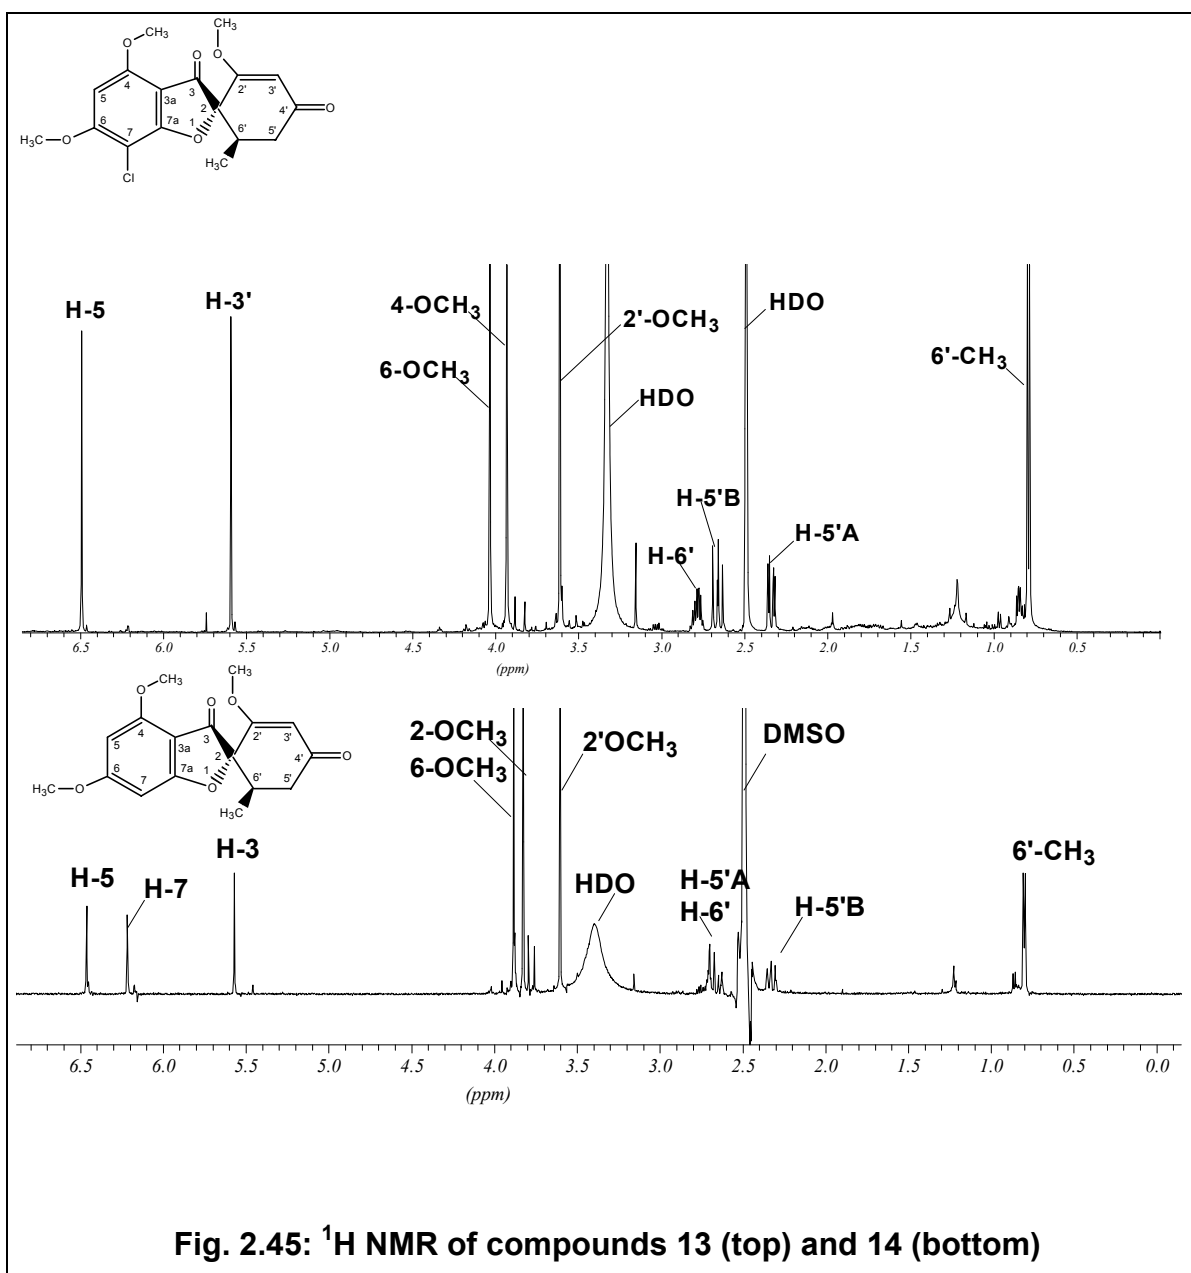 CH3
CH3
O
O
O
4
3
2'
3'
5
3a
2
4'
O
6
7
7a
1
O
6'
5'
H3C
O
H3C
Cl
H-5
H-3'
4-OCH3
6-OCH3
2'-OCH3
HDO
HDO
6'-CH3
H-5'B
H-6'
H-5'A
6.5 6.0 5.5 5.0 4.5 4.0 3.5 3.0 2.5 2.0 1.5 1.0 0.5
(ppm)
CH3
CH3
O
O
O
4
3
2'
3'
5
3a
2
4'
O
6
7
7a
1
O
6'
5'
H3C
O
H3C
2-OCH3
6-OCH3
2'OCH3
DMSO
H-5
H-7
H-3
HDO
H-5'A
H-6'
H-5'B
6'-CH3
6.5 6.0 5.5 5.0 4.5 4.0 3.5 3.0 2.5 2.0 1.5 1.0 0.5 0.0
(ppm)
Fig. 2.45: 1H NMR of compounds 13 (top) and 14 (bottom)